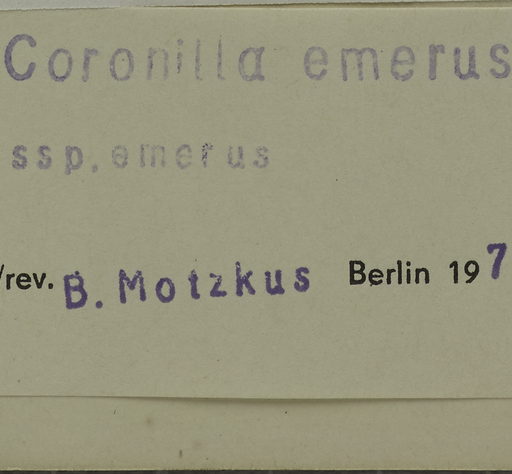 Coronilla emerus
ssp. emerus
/rev. B. Motzkus Berlin 197